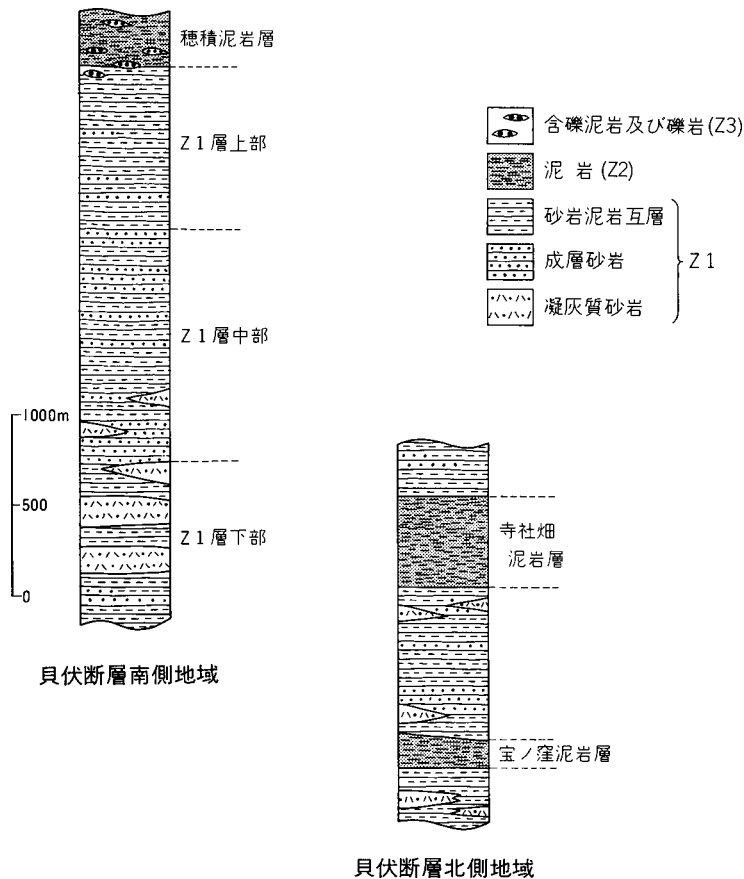 穂積泥岩層
Z1層上部
Z1層中部
Z1層下部
1000m
500
0
貝伏断層南側地域
含礫泥岩及び礫岩(Z3)
泥 岩 (Z2)
砂岩泥岩互層
成層砂岩
凝灰質砂岩
Z1
寺社畑
泥岩層
宝ノ窪泥岩層
貝伏断層北側地域